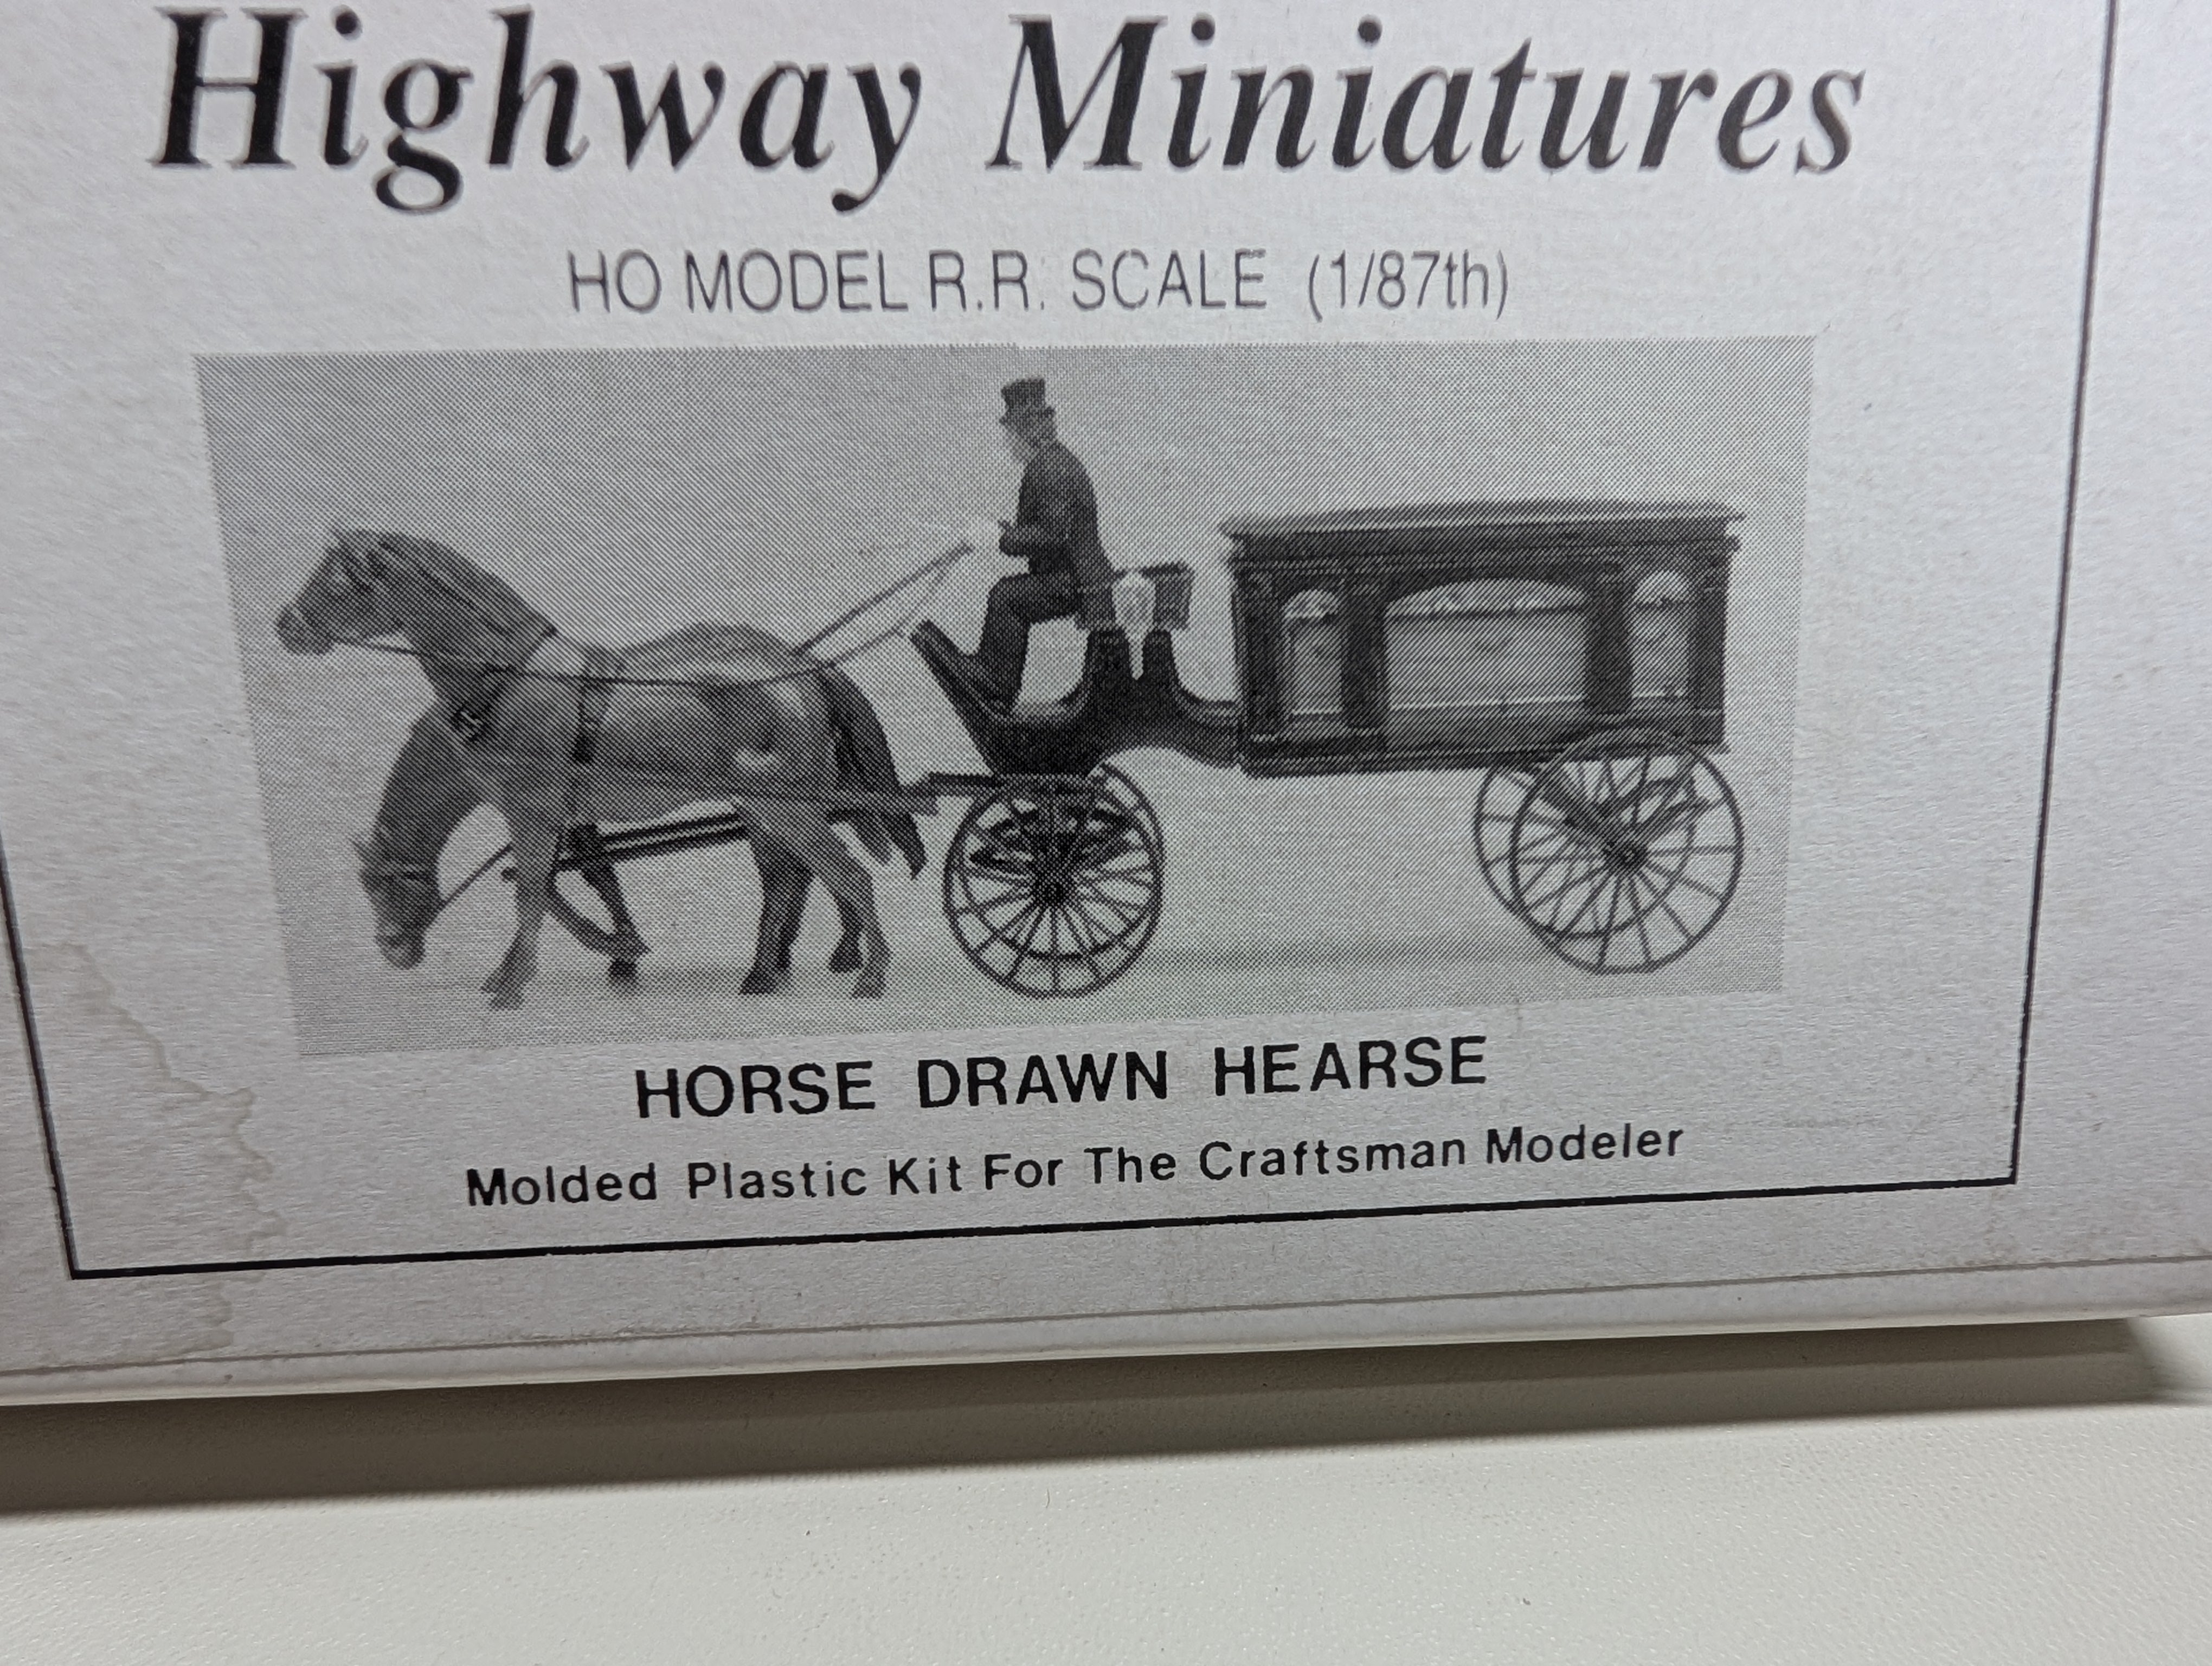 Highway Miniatures
HO MODEL R.R. SCALE (1/87th)
HORSE DRAWN HEARSE
Molded Plastic Kit For The Craftsman Modeler